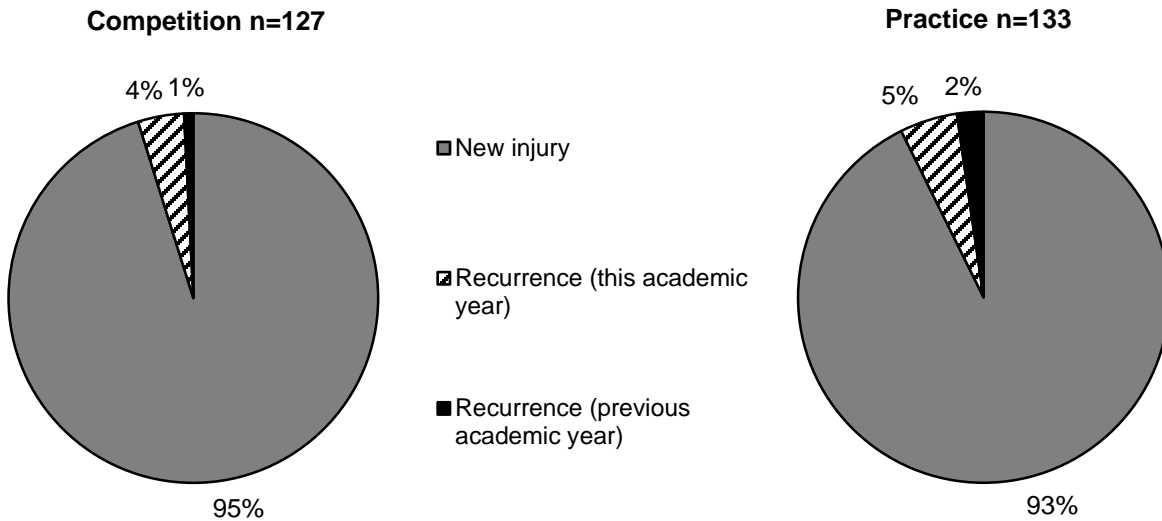 Competition n=127
Practice n=133
4%
1%
5%
2%
New injury
Recurrence (this academic
year)
Recurrence (previous
academic year)
95%
93%